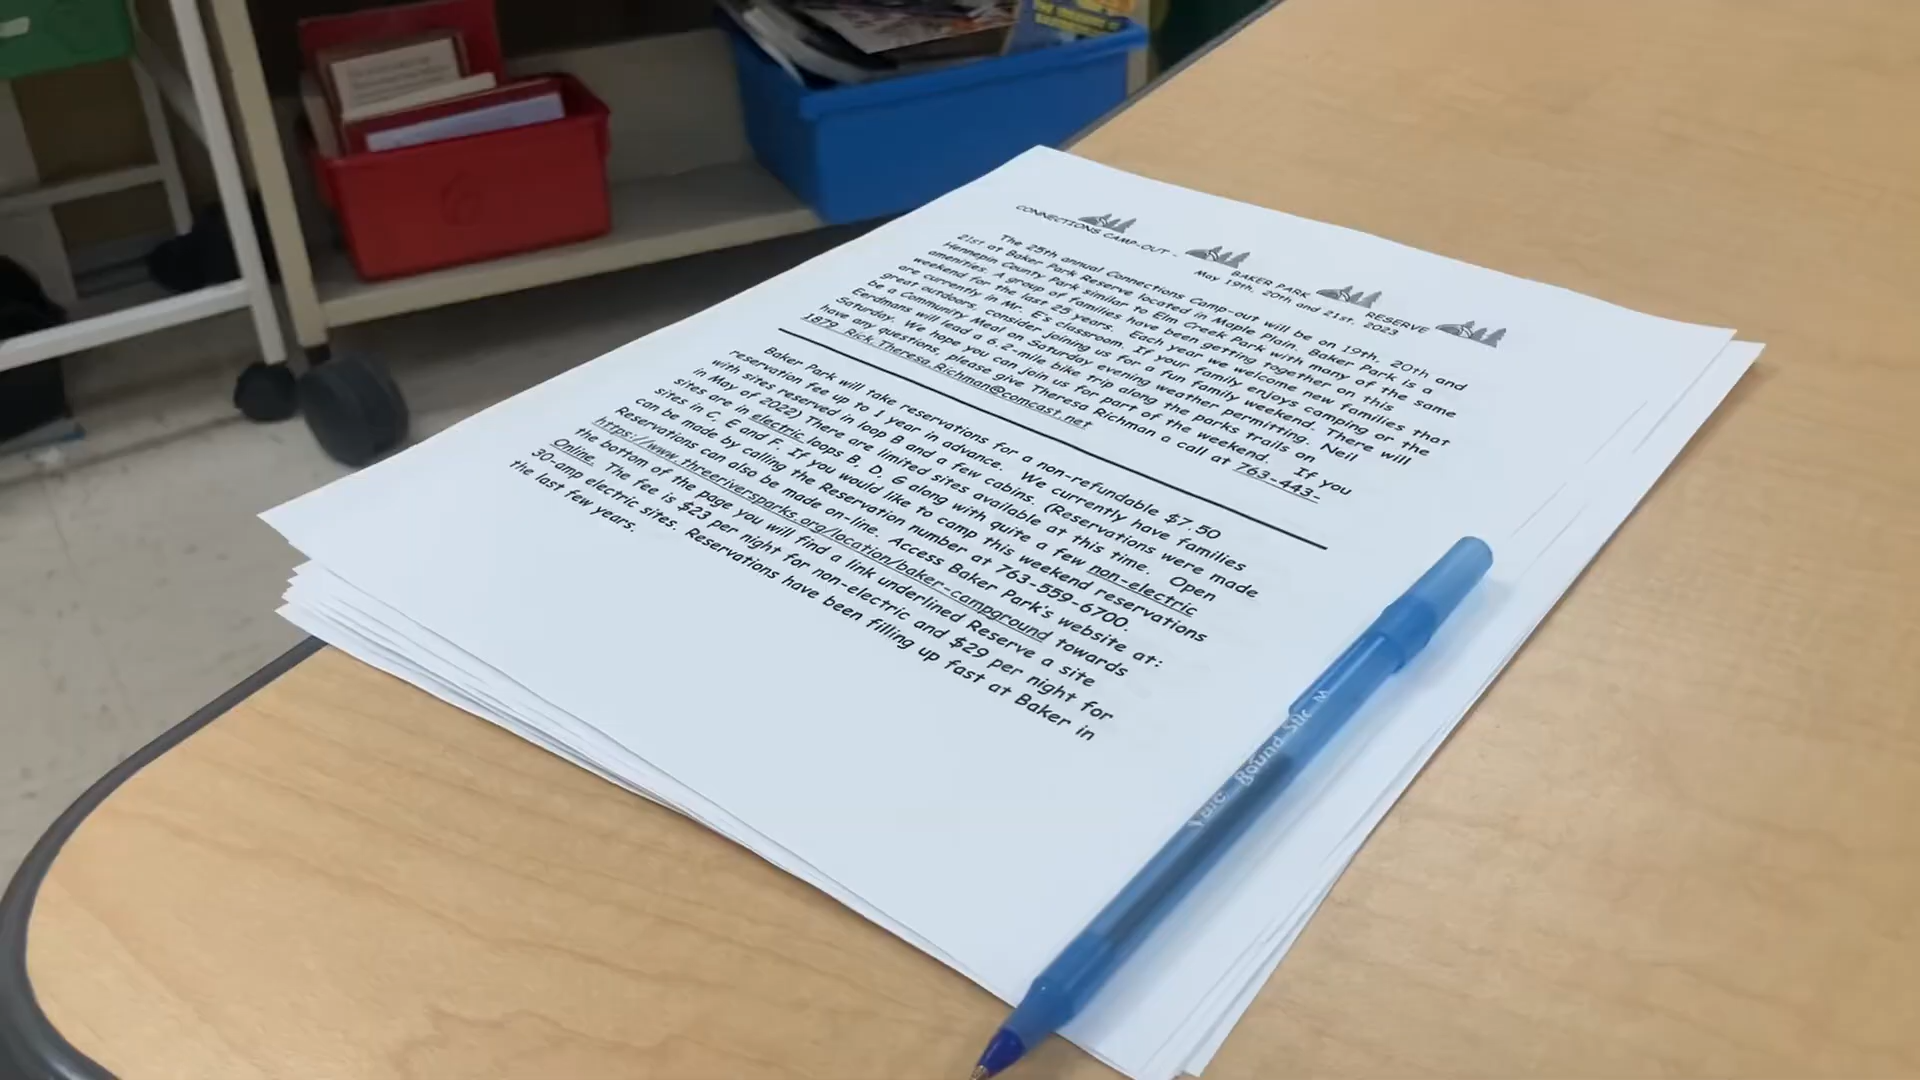 CONNECTIONS CAMP-OUT - BAKER PARK RESERVE
May 19th, 20th and 21st, 2023
The 25th annual Connections Camp-out will be on 19th, 20th and
21st at Baker Park Reserve located in Maple Plain. Baker Park is a
Hennepin County Park similar to Elm Creek Park with many of the same
amenities. A group of families have been getting together on this
weekend for the last 25 years. Each year we welcome new families that
are currently in Mr. E's classroom. If your family enjoys camping or the
great outdoors, consider joining us for a fun family weekend. There will
be a Community Meal on Saturday evening weather permitting. Neil
Eerdmans will lead a 6.2-mile bike trip along the parks trails on
Saturday. We hope you can join us for part of the weekend. If you
have any questions, please give Theresa Richman a call at 763-443-
1879 Rick.Theresa.Richman@comcast.net
Baker Park will take reservations for a non-refundable $7.50
reservation fee up to 1 year in advance. We currently have families
with sites reserved in loop B and a few cabins. (Reservations were made
in May of 2022) There are limited sites available at this time. Open
sites are in electric loops B, D, G along with quite a few non-electric
sites in C, E and F. If you would like to camp this weekend reservations
can be made by calling the Reservation number at 763-559-6700.
Reservations can also be made on-line. Access Baker Park's website at:
https://www.threeriversparks.org/location/baker-campground towards
the bottom of the page you will find a link underlined Reserve a site
Online. The fee is $23 per night for non-electric and $29 per night for
30-amp electric sites. Reservations have been filling up fast at Baker in
the last few years.
BIC Round Stic M